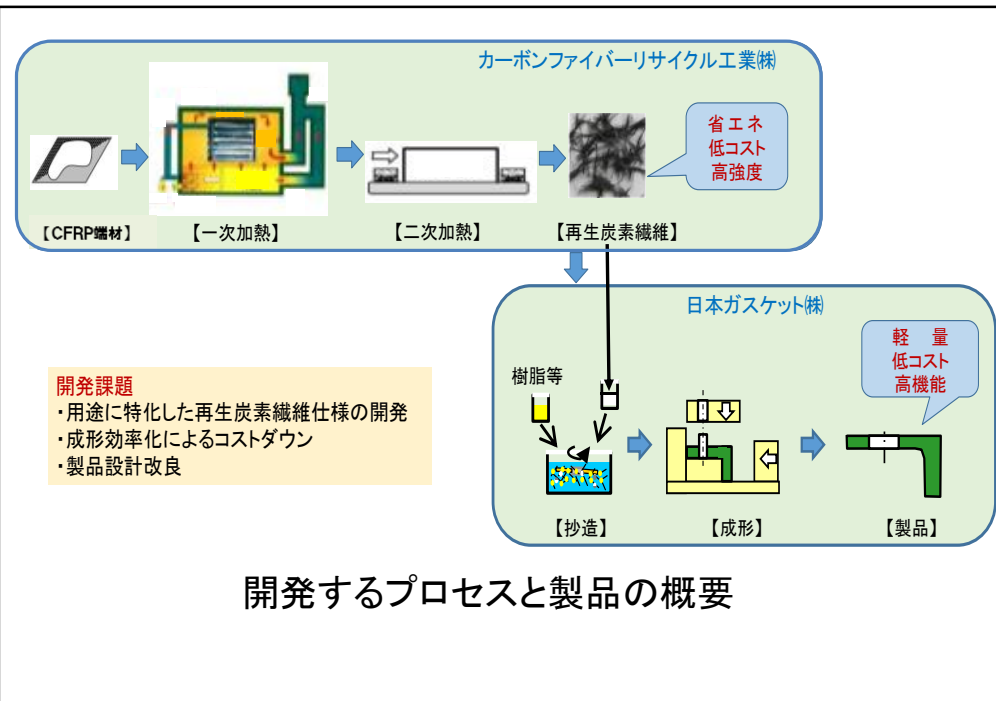 カーボンファイバーリサイクル工業㈱
省エネ
低コスト
高強度
【CFRP端材】
【一次加熱】
【二次加熱】
【再生炭素繊維】
日本ガスケット㈱
軽　量
低コスト
高機能
樹脂等
開発課題
・用途に特化した再生炭素繊維仕様の開発
・成形効率化によるコストダウン
・製品設計改良
【抄造】
【成形】
【製品】
開発するプロセスと製品の概要